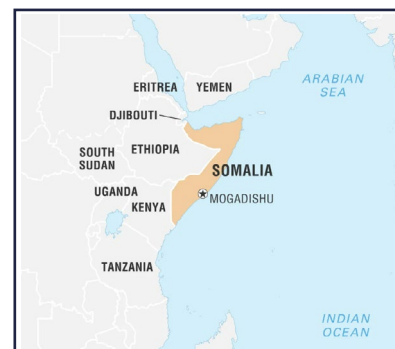 ARABIAN
SEA
ERITREA
YEMEN
DJIBOUTI
ETHIOPIA
SOUTH
SUDAN
SOMALIA
UGANDA
MOGADISHU
KENYA
TANZANIA
INDIAN
OCEAN